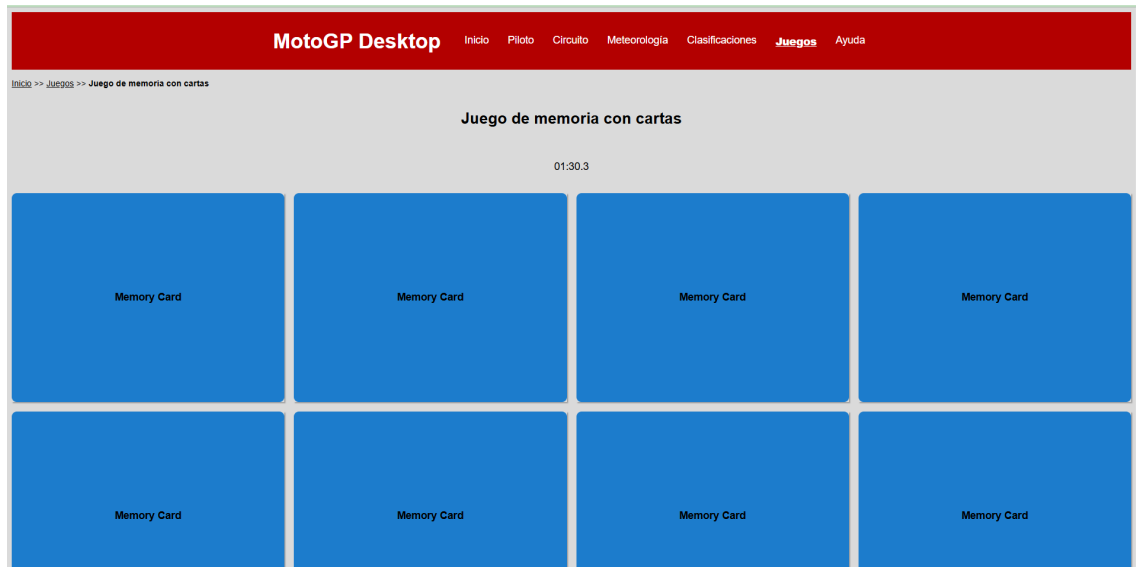 MotoGP Desktop Inicio Piloto Circuito Meteorología Clasificaciones Juegos Ayuda
Inicio >> Juegos >> Juego de memoria con cartas
Juego de memoria con cartas
01:30.3
Memory Card Memory Card Memory Card Memory Card
Memory Card Memory Card Memory Card Memory Card